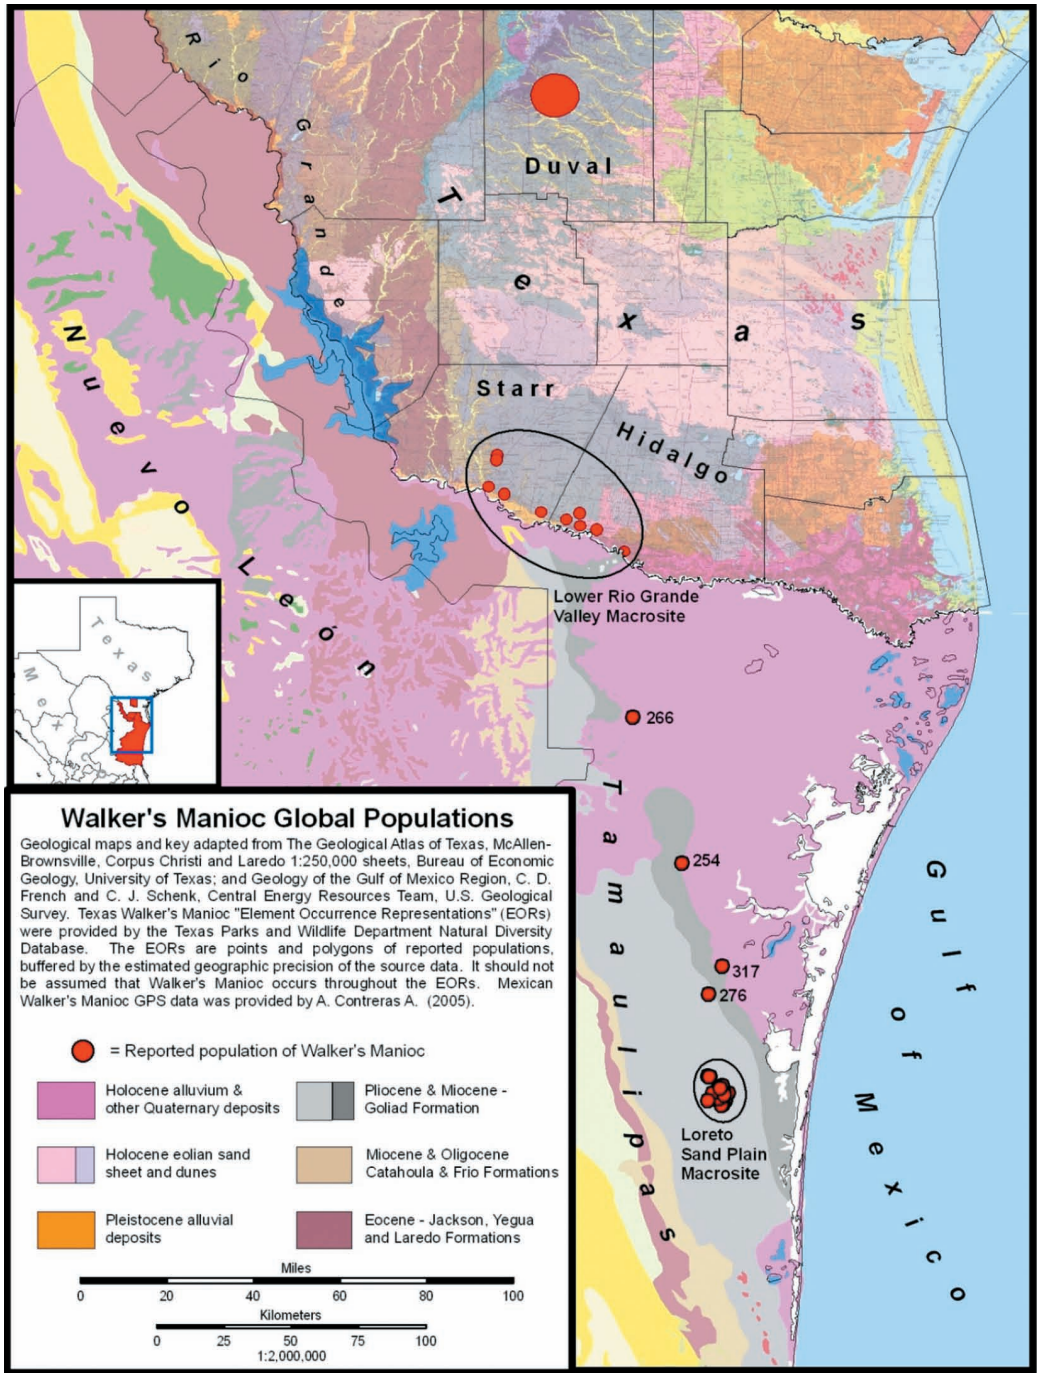 Rio
Grande
Duval
Texas
Starr
Hidalgo
Nuevo
León
Lower Rio Grande
Valley Macrosite
Texas
Mex
266
Tamaulipas
254
317
276
Loreto
Sand Plain
Macrosite
Gulf
of
Mexico
Walker's Manioc Global Populations
Geological maps and key adapted from The Geological Atlas of Texas, McAllen-
Brownsville, Corpus Christi and Laredo 1:250,000 sheets, Bureau of Economic
Geology, University of Texas; and Geology of the Gulf of Mexico Region, C. D.
French and C. J. Schenk, Central Energy Resources Team, U.S. Geological
Survey. Texas Walker's Manioc "Element Occurrence Representations" (EORs)
were provided by the Texas Parks and Wildlife Department Natural Diversity
Database. The EORs are points and polygons of reported populations,
buffered by the estimated geographic precision of the source data. It should not
be assumed that Walker's Manioc occurs throughout the EORs. Mexican
Walker's Manioc GPS data was provided by A. Contreras A. (2005).
= Reported population of Walker's Manioc
Holocene alluvium &
other Quaternary deposits
Pliocene & Miocene -
Goliad Formation
Holocene eolian sand
sheet and dunes
Miocene & Oligocene
Catahoula & Frio Formations
Pleistocene alluvial
deposits
Eocene - Jackson, Yegua
and Laredo Formations
Miles
0 20 40 60 80 100
Kilometers
0 25 50 75 100
1:2,000,000